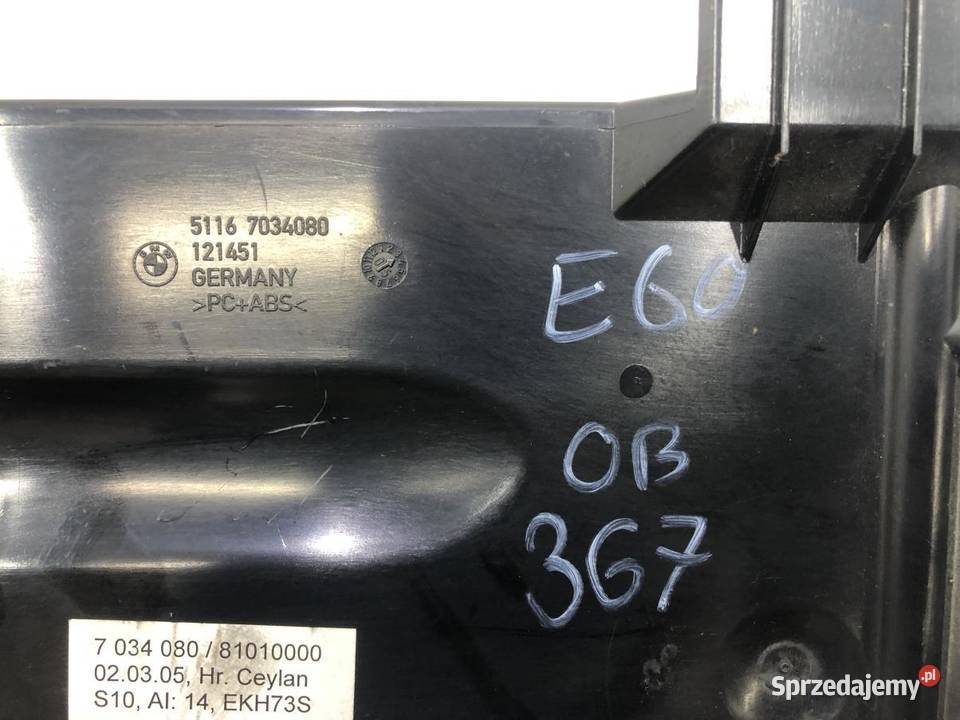 5116 7034080
121451
GERMANY
>PC+ABS<
BMW
E60
OB
367
7 034 080 / 81010000
02.03.05, Hr. Ceylan
S10, AI: 14, EKH73S
Sprzedajemy.pl